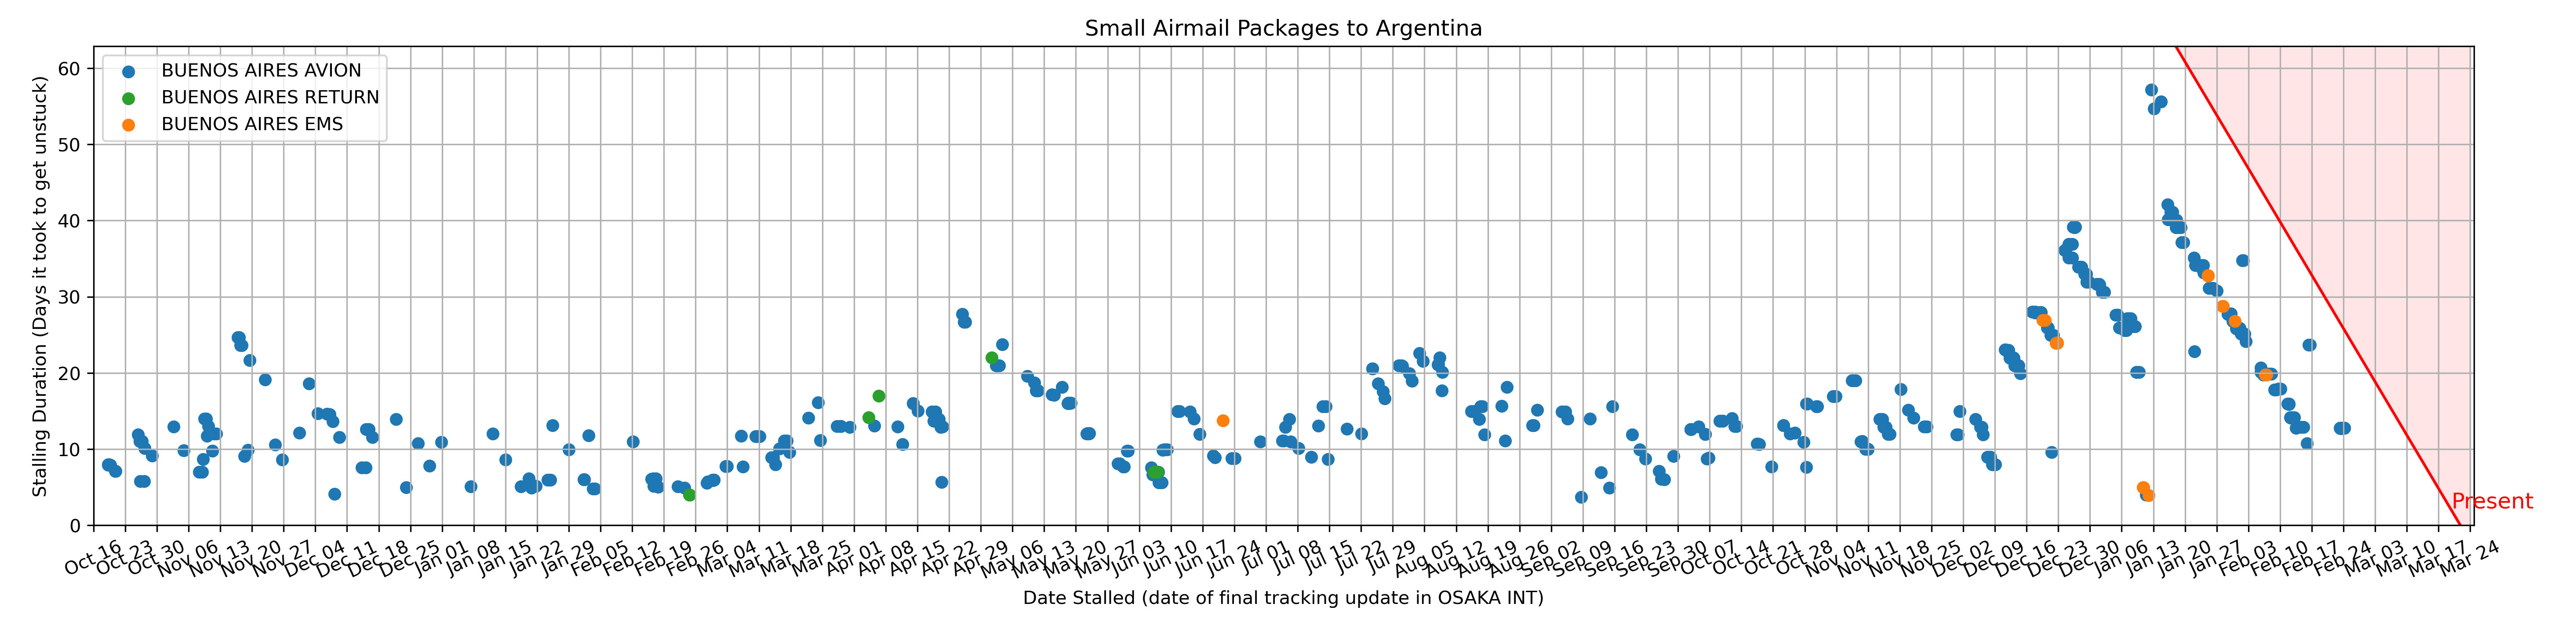 Small Airmail Packages to Argentina
BUENOS AIRES AVION
BUENOS AIRES RETURN
BUENOS AIRES EMS
Stalling Duration (Days it took to get unstuck)
60
50
40
30
20
10
0
Present
Oct 16
Oct 23
Oct 30
Nov 06
Nov 13
Nov 20
Nov 27
Dec 04
Dec 11
Dec 18
Dec 25
Jan 01
Jan 08
Jan 15
Jan 22
Jan 29
Feb 05
Feb 12
Feb 19
Feb 26
Mar 04
Mar 11
Mar 18
Mar 25
Apr 01
Apr 08
Apr 15
Apr 22
Apr 29
May 06
May 13
May 20
May 27
Jun 03
Jun 10
Jun 17
Jun 24
Jul 01
Jul 08
Jul 15
Jul 22
Jul 29
Aug 05
Aug 12
Aug 19
Aug 26
Sep 02
Sep 09
Sep 16
Sep 23
Sep 30
Oct 07
Oct 14
Oct 21
Oct 28
Nov 04
Nov 11
Nov 18
Nov 25
Dec 02
Dec 09
Dec 16
Dec 23
Dec 30
Jan 06
Jan 13
Jan 20
Jan 27
Feb 03
Feb 10
Feb 17
Feb 24
Mar 03
Mar 10
Mar 17
Mar 24
Date Stalled (date of final tracking update in OSAKA INT)